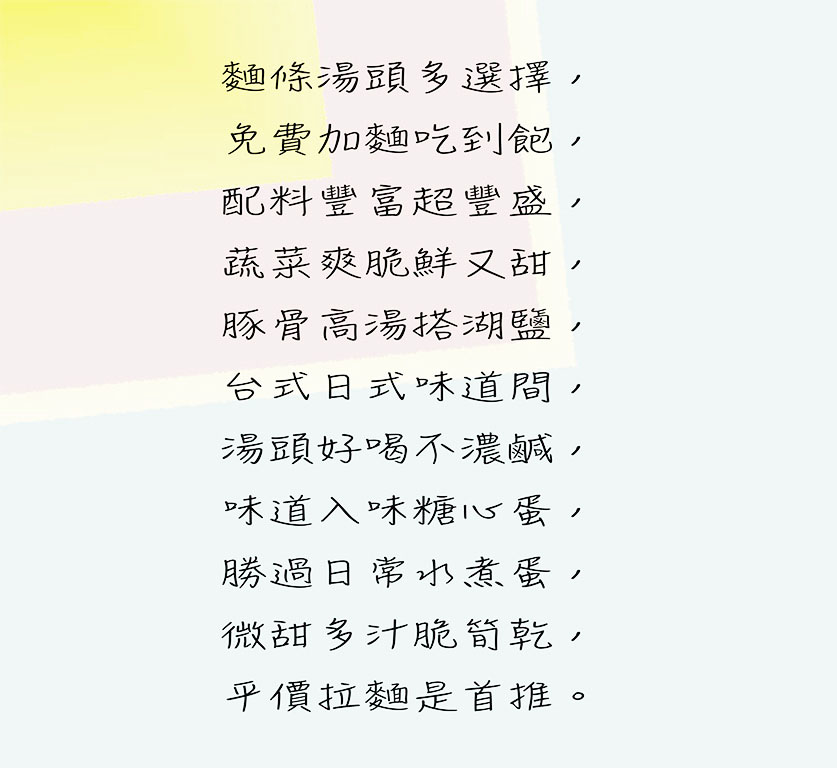 麵條湯頭多選擇，
免費加麵吃到飽，
配料豐富超豐盛，
蔬菜爽脆鮮又甜，
豚骨高湯搭湖鹽，
台式日式味道間，
湯頭好喝不濃鹹，
味道入味糖心蛋，
勝過日常水煮蛋，
微甜多汁脆筍乾，
平價拉麵是首推。